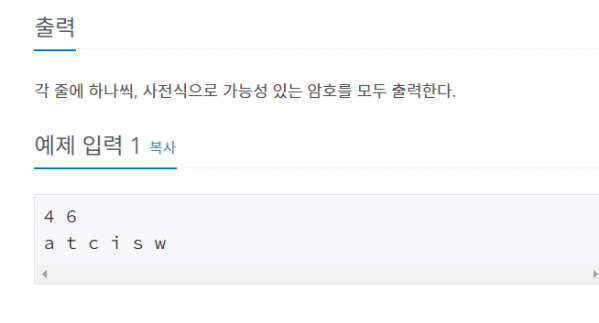 출력
각 줄에 하나씩, 사전식으로 가능성 있는 암호를 모두 출력한다.
예제 입력 1 복사
4 6
a t c i s w